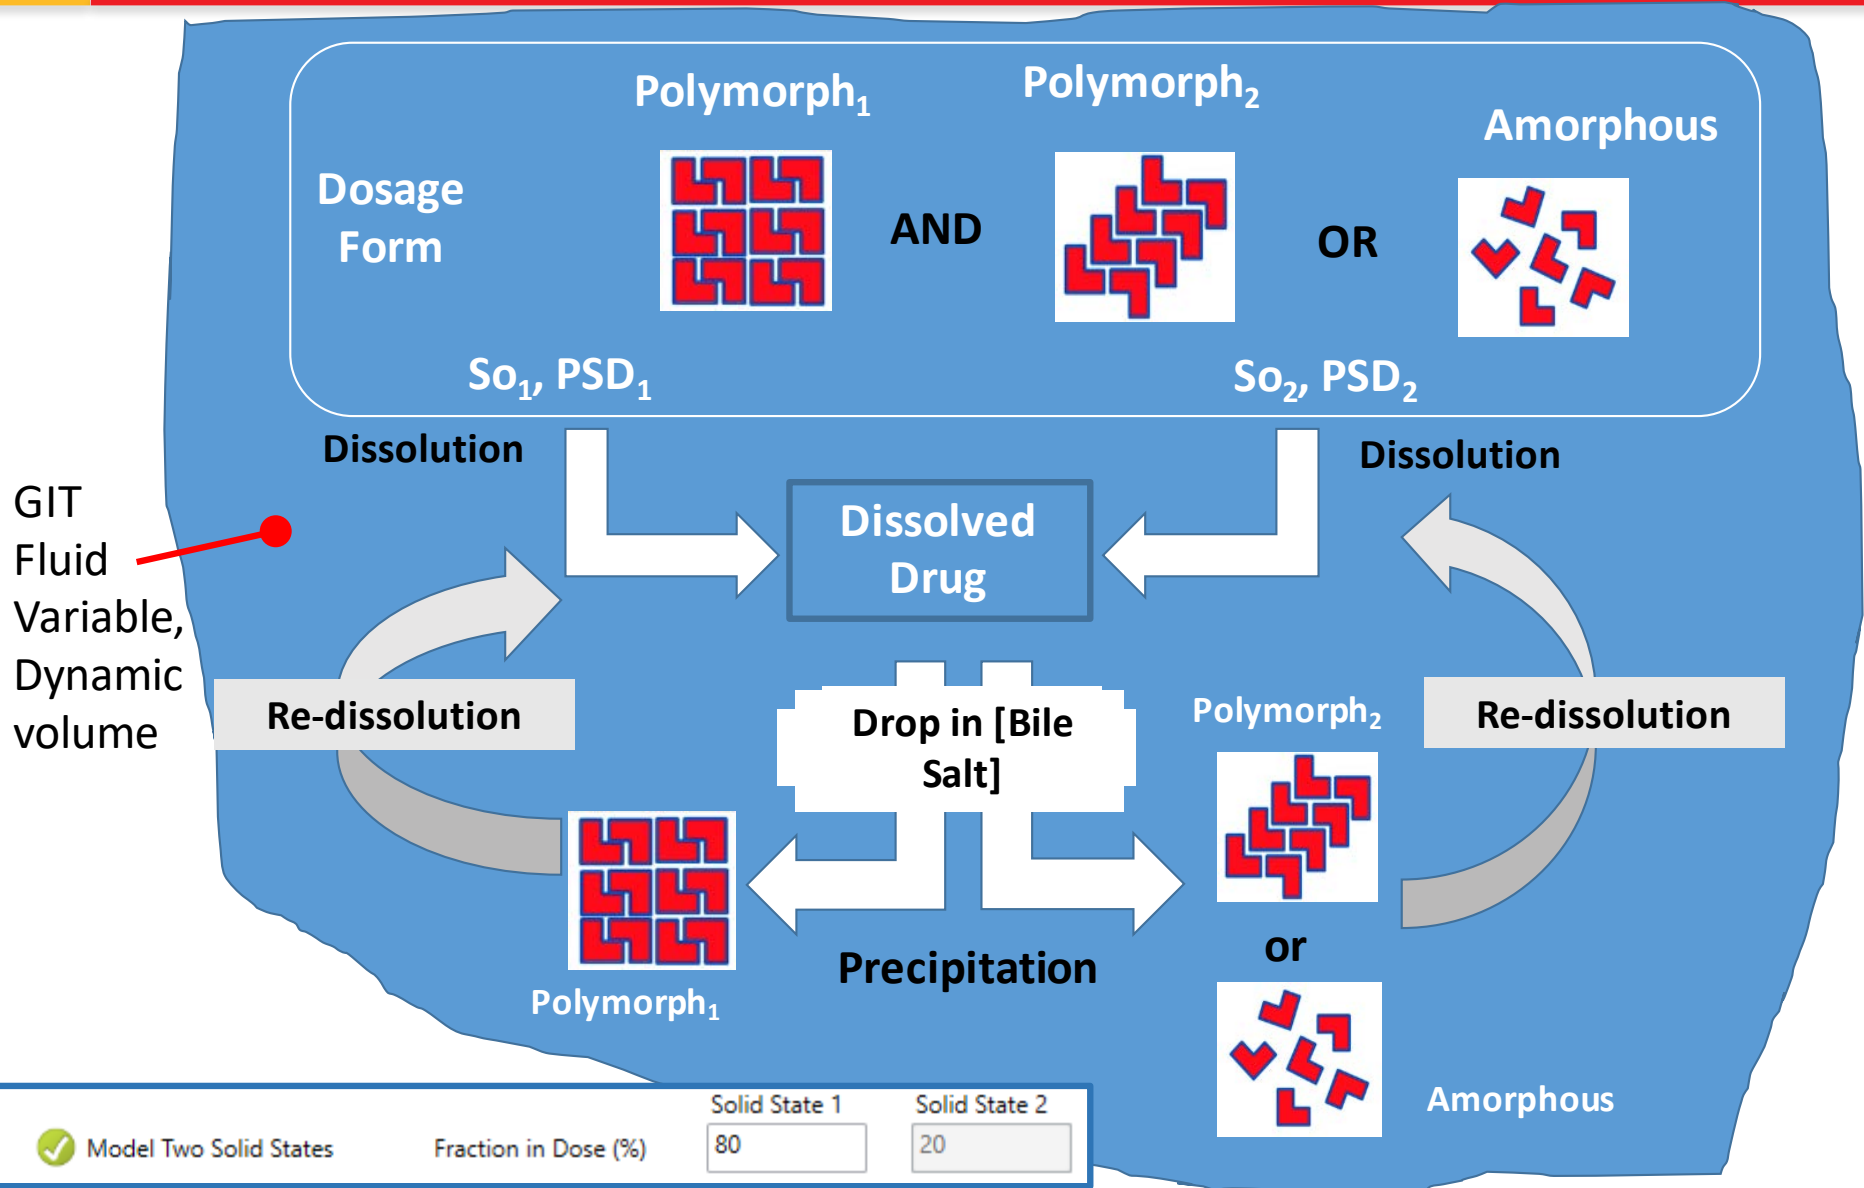 Polymorph₁
Polymorph₂
Amorphous
Dosage
Form
AND
OR
So₁, PSD₁
So₂, PSD₂
Dissolution
Dissolution
GIT
Fluid
Variable,
Dynamic
volume
Dissolved
Drug
Re-dissolution
Drop in [Bile
Salt]
Polymorph₂
Re-dissolution
or
Precipitation
Polymorph₁
Amorphous
Solid State 1
Solid State 2
Model Two Solid States
Fraction in Dose (%)
80
20